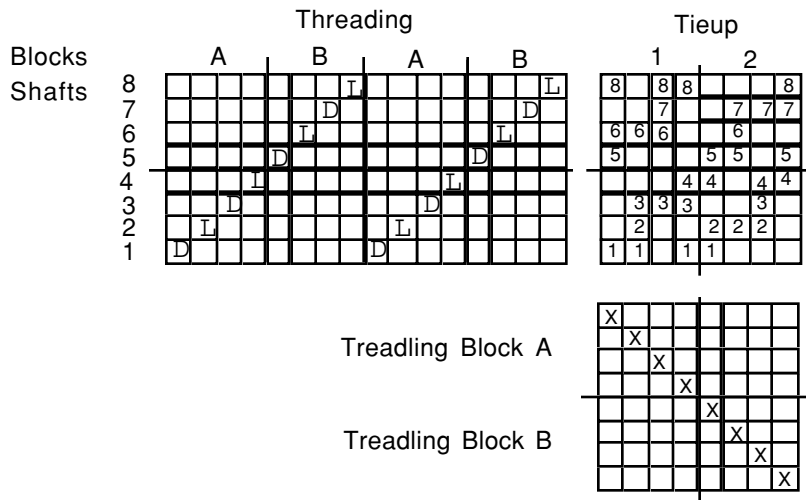 Threading Tieup
Blocks A B A B 1 2
Shafts 8 L L 8 8 8 8
7 D D 7 7 7 7
6 L L 6 6 6 6
5 D D 5 5 5 5
4 L L 4 4 4 4
3 D D 3 3 3 3
2 L L 2 2 2 2
1 D D 1 1 1 1
X
X
Treadling Block A
X
X
X
X
Treadling Block B
X
X